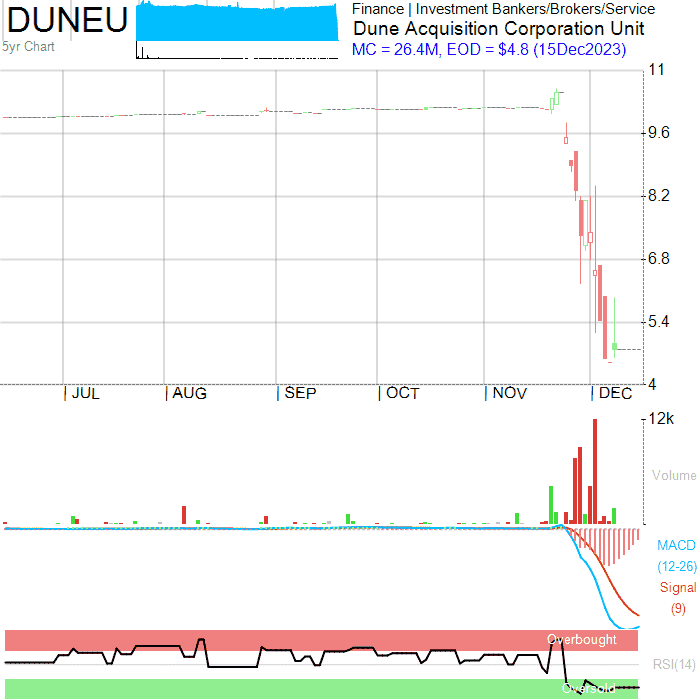 DUNEU
5yr Chart
Finance | Investment Bankers/Brokers/Service
Dune Acquisition Corporation Unit
MC = 26.4M, EOD = $4.8 (15Dec2023)
11
9.6
8.2
6.8
5.4
4
JUL
AUG
SEP
OCT
NOV
DEC
12k
Volume
MACD
(12-26)
Signal
(9)
Overbought
RSI(14)
Oversold